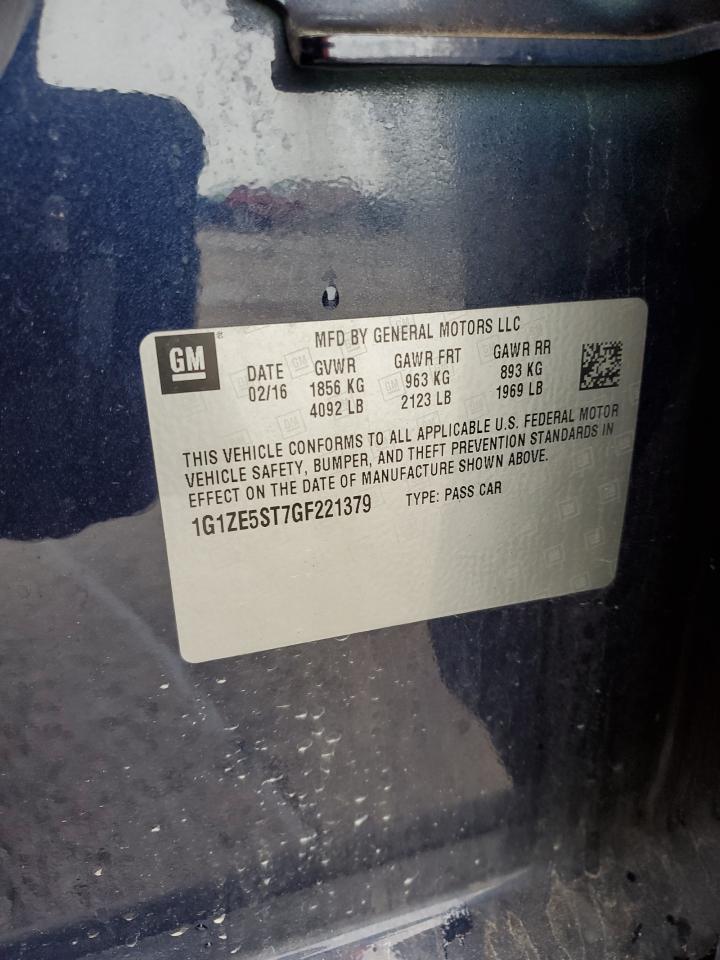 MFD BY GENERAL MOTORS LLC
GM
®
DATE GVWR GAWR FRT GAWR RR
02/16 1856 KG 963 KG 893 KG
4092 LB 2123 LB 1969 LB
THIS VEHICLE CONFORMS TO ALL APPLICABLE U.S. FEDERAL MOTOR
VEHICLE SAFETY, BUMPER, AND THEFT PREVENTION STANDARDS IN
EFFECT ON THE DATE OF MANUFACTURE SHOWN ABOVE.
1G1ZE5ST7GF221379 TYPE: PASS CAR